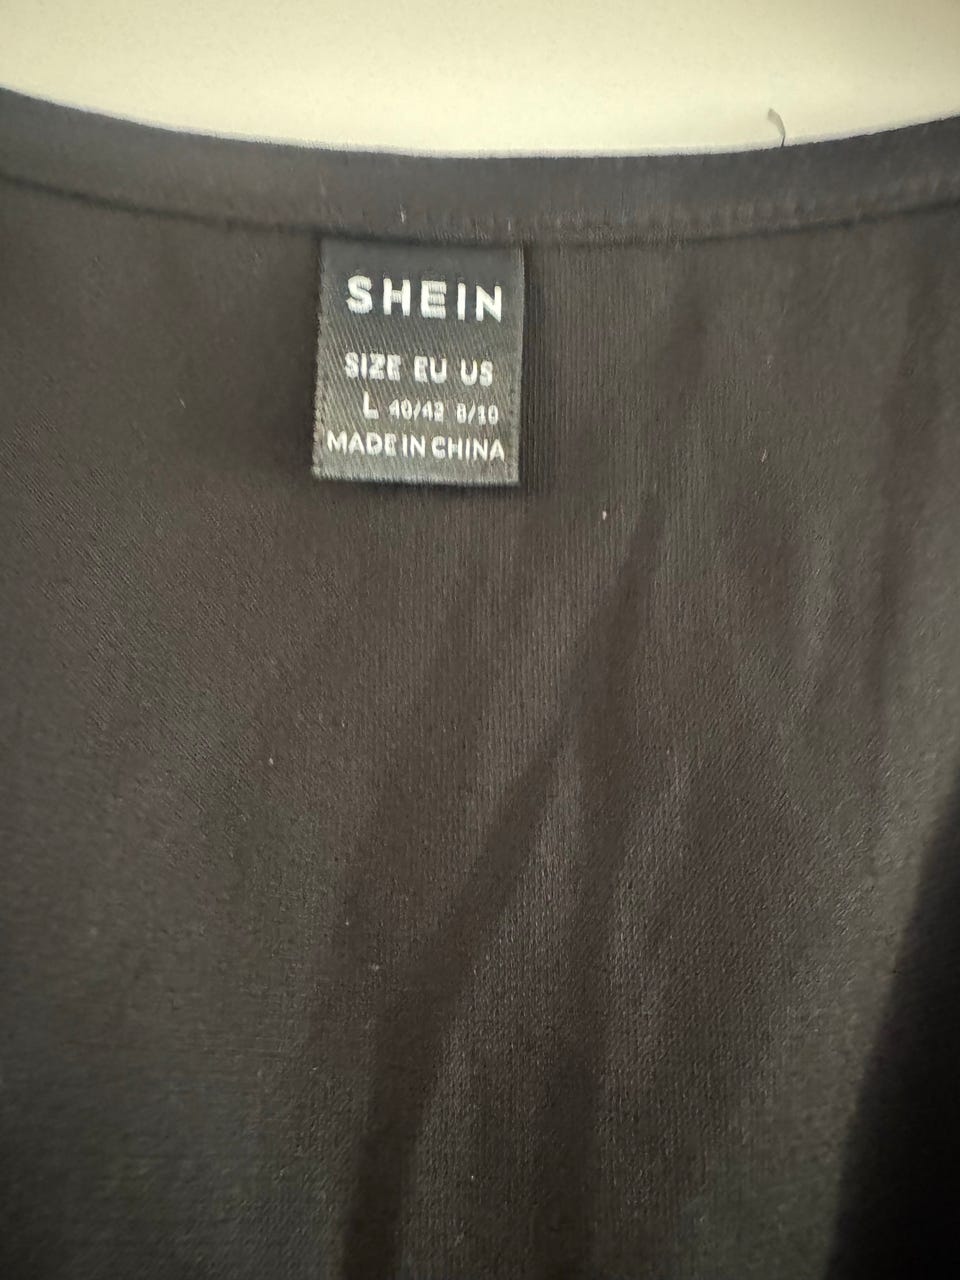 SHEIN
SIZE EU US
L 40/42 8/10
MADE IN CHINA